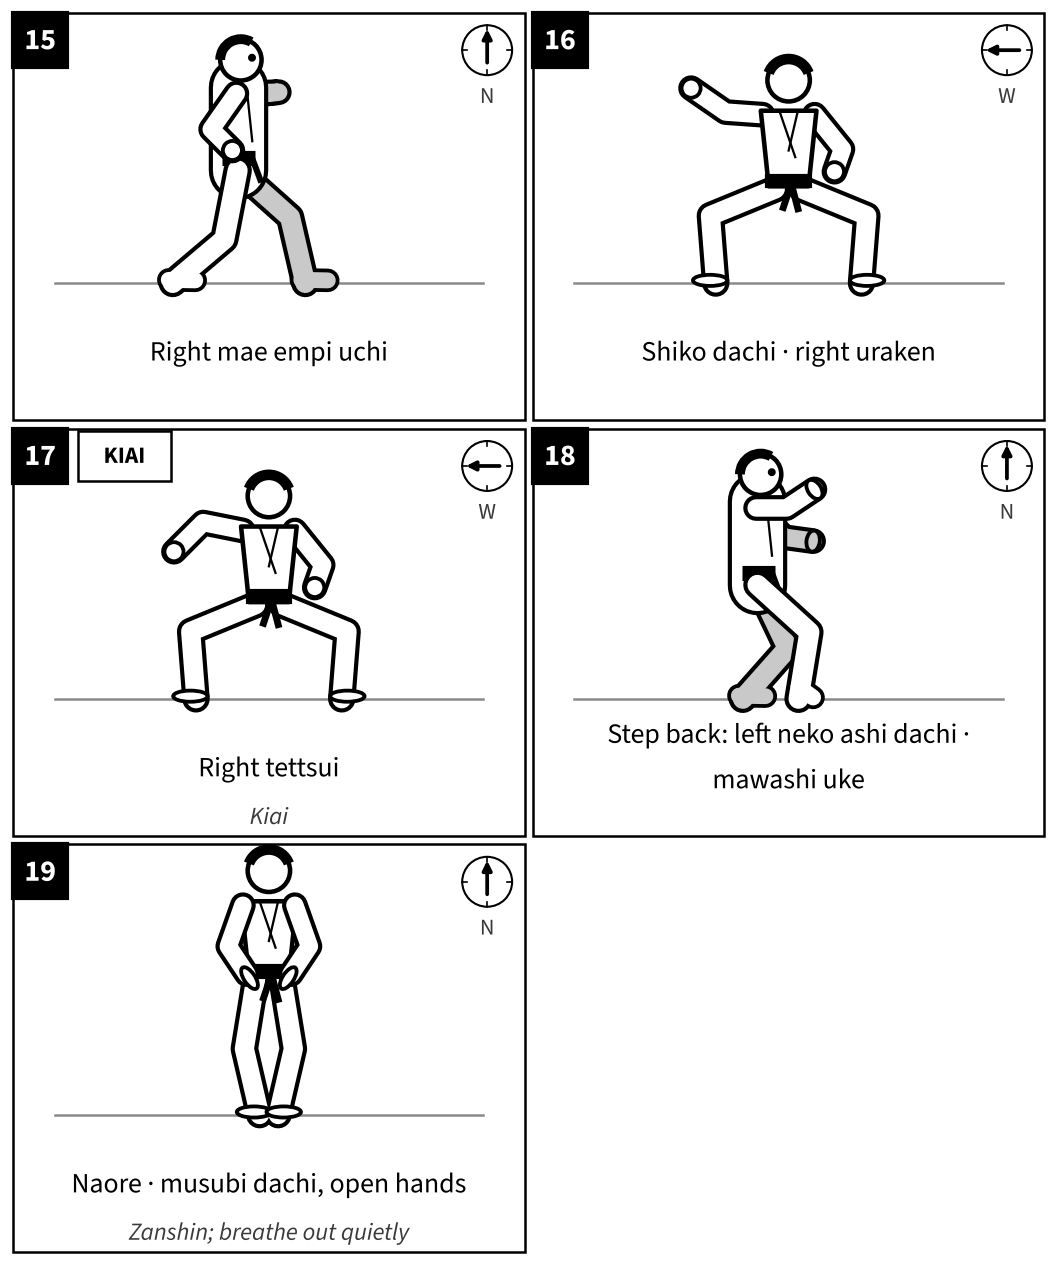 15
N
Right mae empi uchi
16
W
Shiko dachi · right uraken
17
KIAI
W
Right tettsui
Kiai
18
N
Step back: left neko ashi dachi ·
mawashi uke
19
N
Naore · musubi dachi, open hands
Zanshin; breathe out quietly